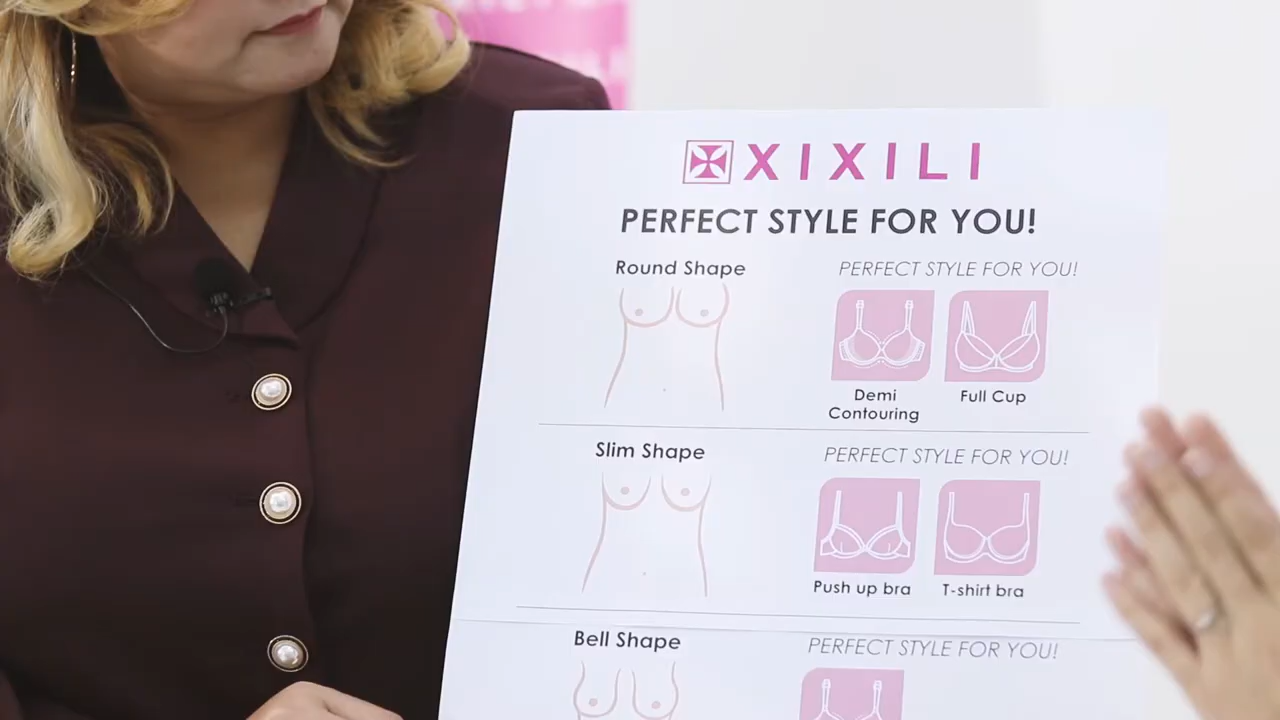 XIXILI
PERFECT STYLE FOR YOU!
Round Shape
PERFECT STYLE FOR YOU!
Demi
Contouring
Full Cup
Slim Shape
PERFECT STYLE FOR YOU!
Push up bra
T-shirt bra
Bell Shape
PERFECT STYLE FOR YOU!